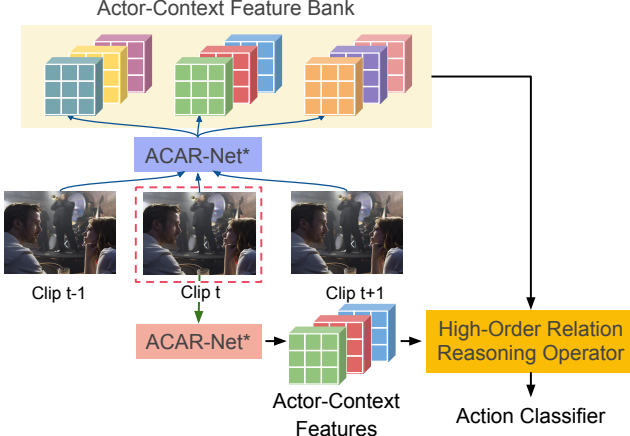 Actor-Context Feature Bank
ACAR-Net*
Clip t-1
Clip t
Clip t+1
ACAR-Net*
High-Order Relation
Reasoning Operator
Actor-Context
Features
Action Classifier